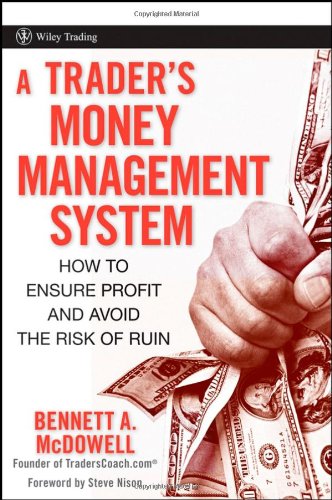 Wiley Trading
A TRADER'S
MONEY
MANAGEMENT
SYSTEM
HOW TO
ENSURE PROFIT
AND AVOID
THE RISK OF RUIN
BENNETT A.
McDOWELL
Founder of TradersCoach.com®
Foreword by Steve Nison